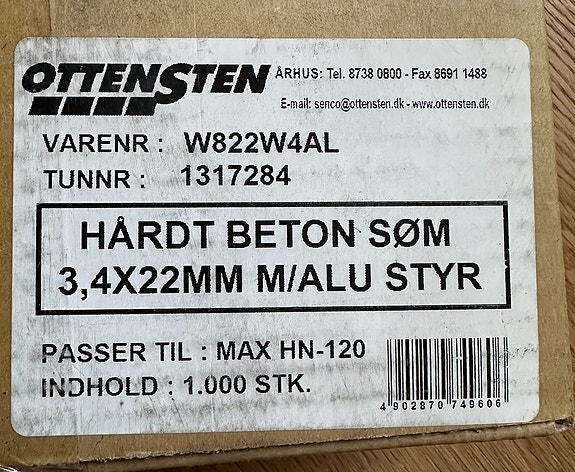 OTTENSTEN ÅRHUS: Tel. 8738 0800 - Fax 8691 1488
E-mail: senco@ottensten.dk - www.ottensten.dk
VARENR : W822W4AL
TUNNR : 1317284
HÅRDT BETON SØM
3,4X22MM M/ALU STYR
PASSER TIL : MAX HN-120
INDHOLD : 1.000 STK.
4 902870 749606